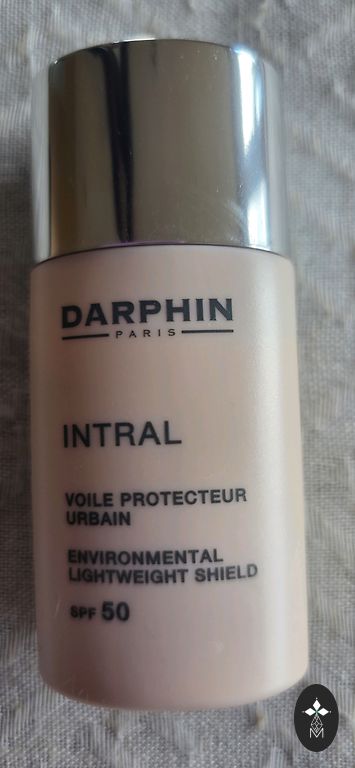 DARPHIN
PARIS
INTRAL
VOILE PROTECTEUR
URBAIN
ENVIRONMENTAL
LIGHTWEIGHT SHIELD
SPF 50
M